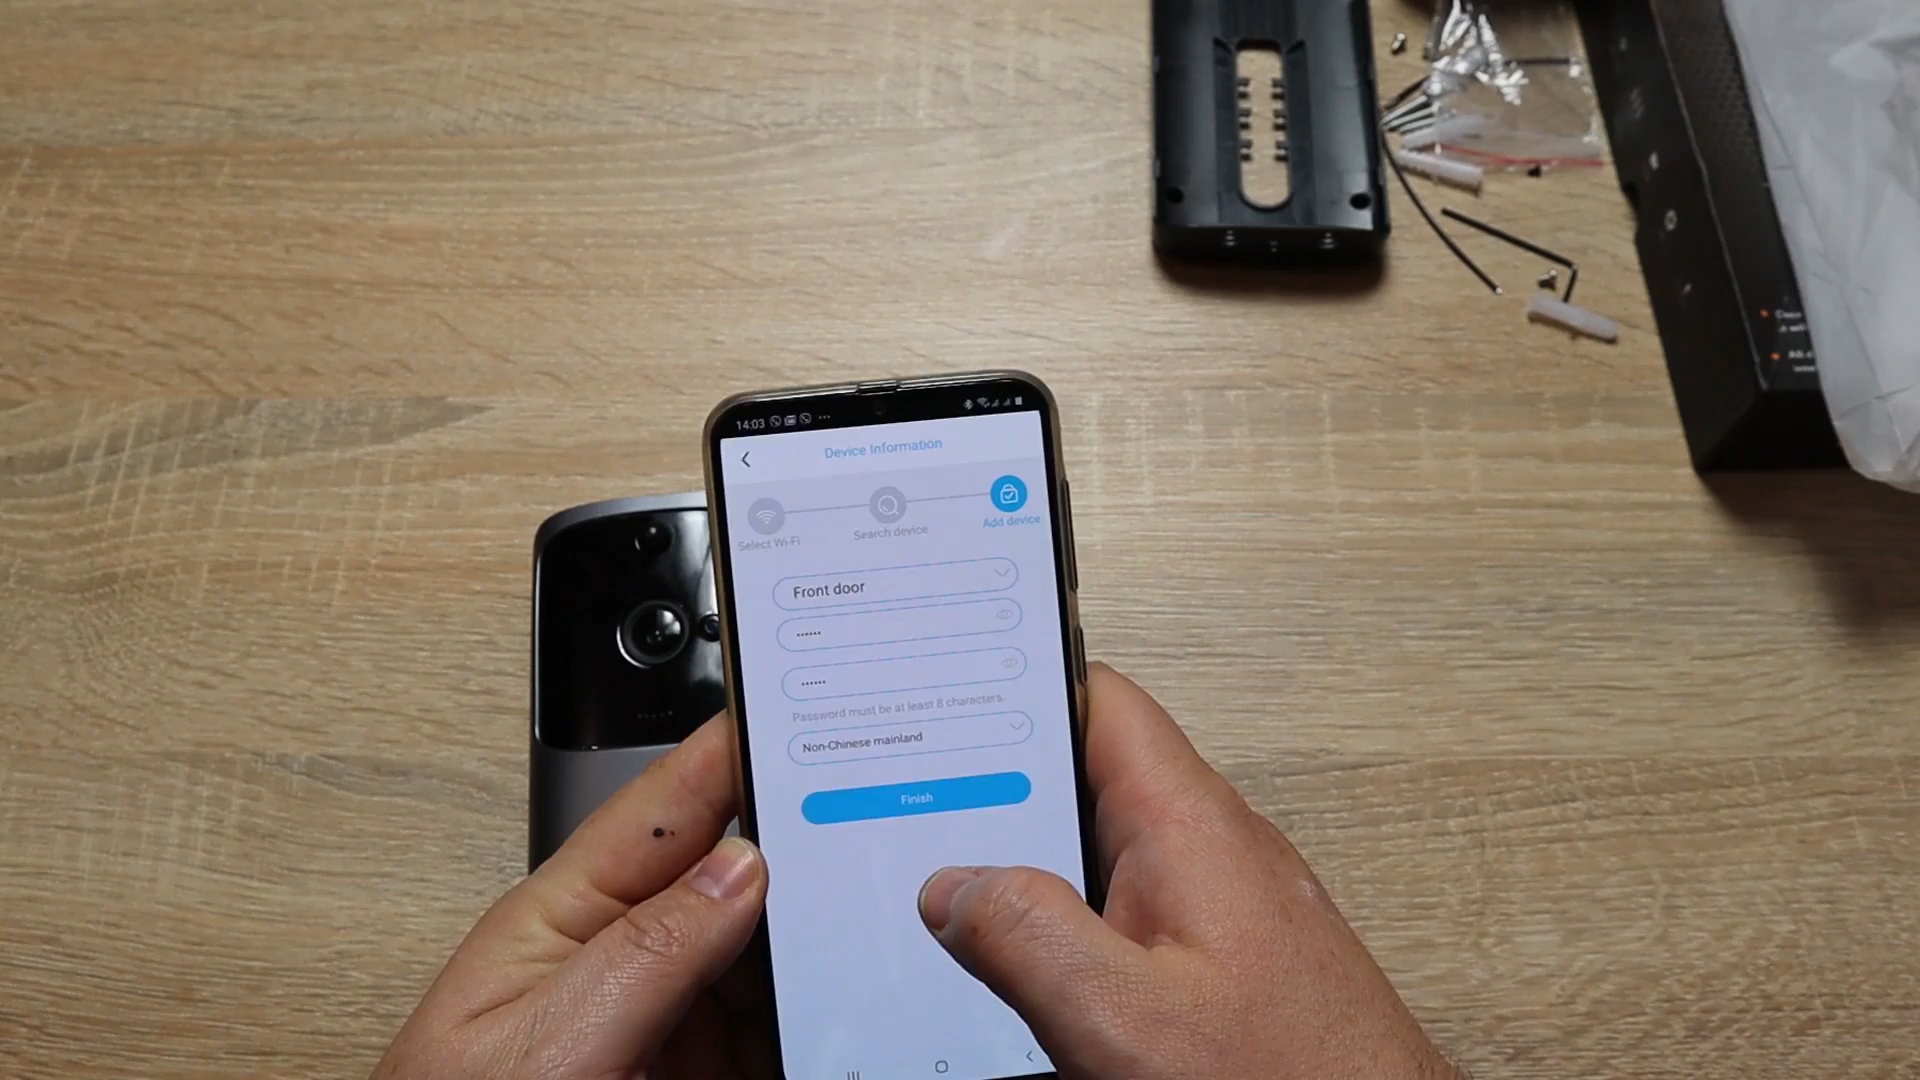 14:03
Device Information
Select Wi-Fi
Search device
Add device
Front door
••••••
••••••
Password must be at least 8 characters.
Non-Chinese mainland
Finish